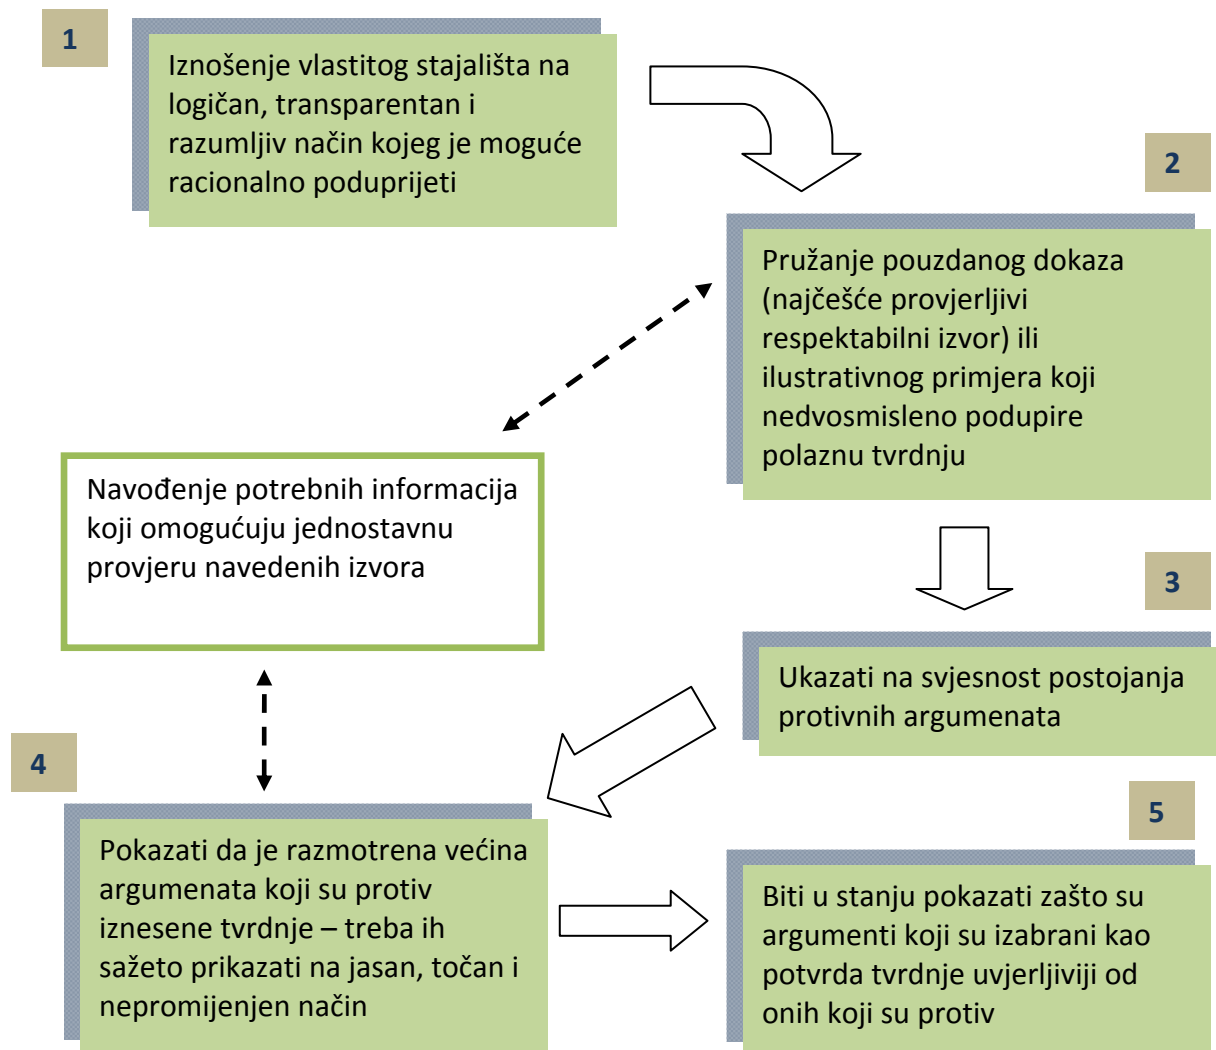 1
Iznošenje vlastitog stajališta na
logičan, transparentan i
razumljiv način kojeg je moguće
racionalno poduprijeti
2
Pružanje pouzdanog dokaza
(najčešće provjerljivi
respektabilni izvor) ili
ilustrativnog primjera koji
nedvosmisleno podupire
polaznu tvrdnju
Navođenje potrebnih informacija
koji omogućuju jednostavnu
provjeru navedenih izvora
3
Ukazati na svjesnost postojanja
protivnih argumenata
4
Pokazati da je razmotrena većina
argumenata koji su protiv
iznesene tvrdnje – treba ih
sažeto prikazati na jasan, točan i
nepromijenjen način
5
Biti u stanju pokazati zašto su
argumenti koji su izabrani kao
potvrda tvrdnje uvjerljiviji od
onih koji su protiv